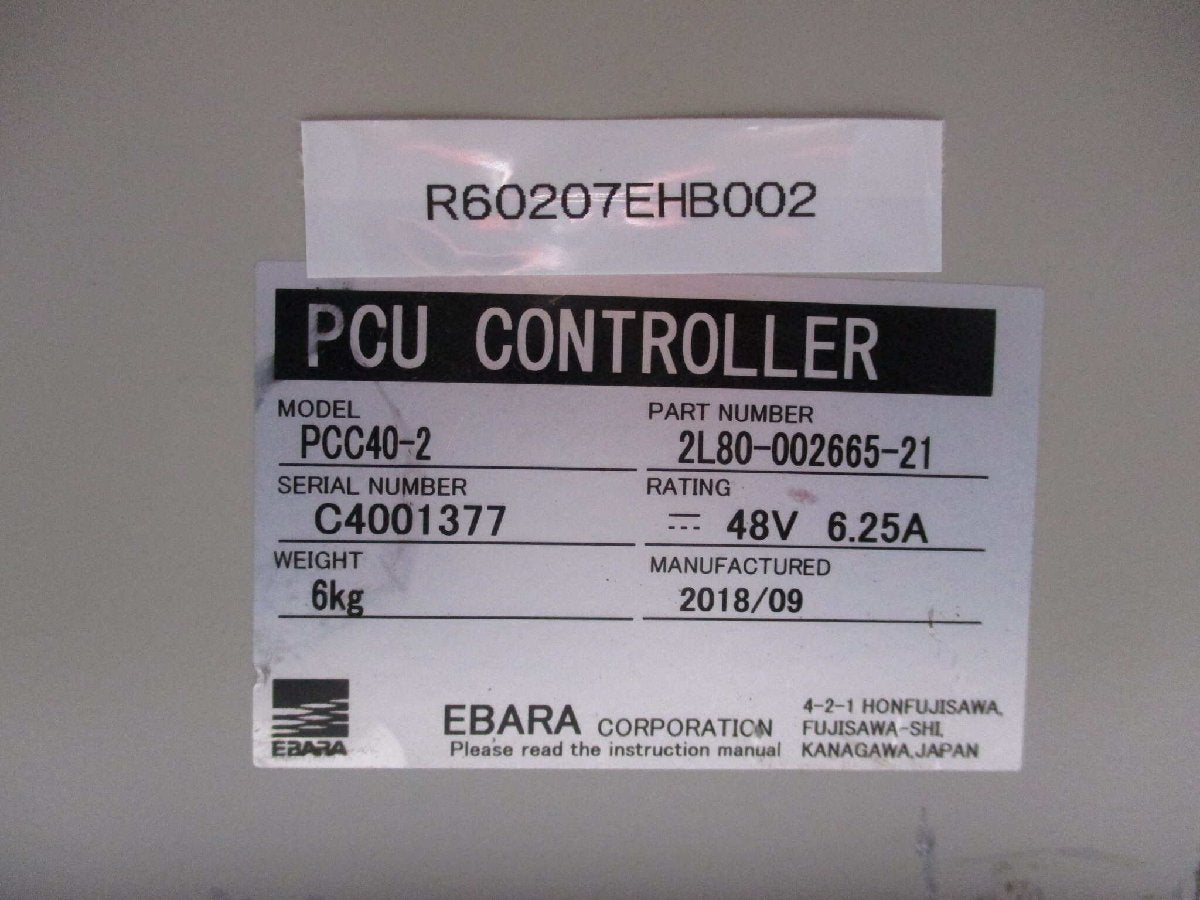 R60207EHB002
PCU CONTROLLER
MODEL
PCC40-2
PART NUMBER
2L80-002665-21
SERIAL NUMBER
C4001377
RATING
⎓ 48V 6.25A
WEIGHT
6kg
MANUFACTURED
2018/09
EBARA
EBARA CORPORATION
Please read the instruction manual
4-2-1 HONFUJISAWA,
FUJISAWA-SHI,
KANAGAWA,JAPAN